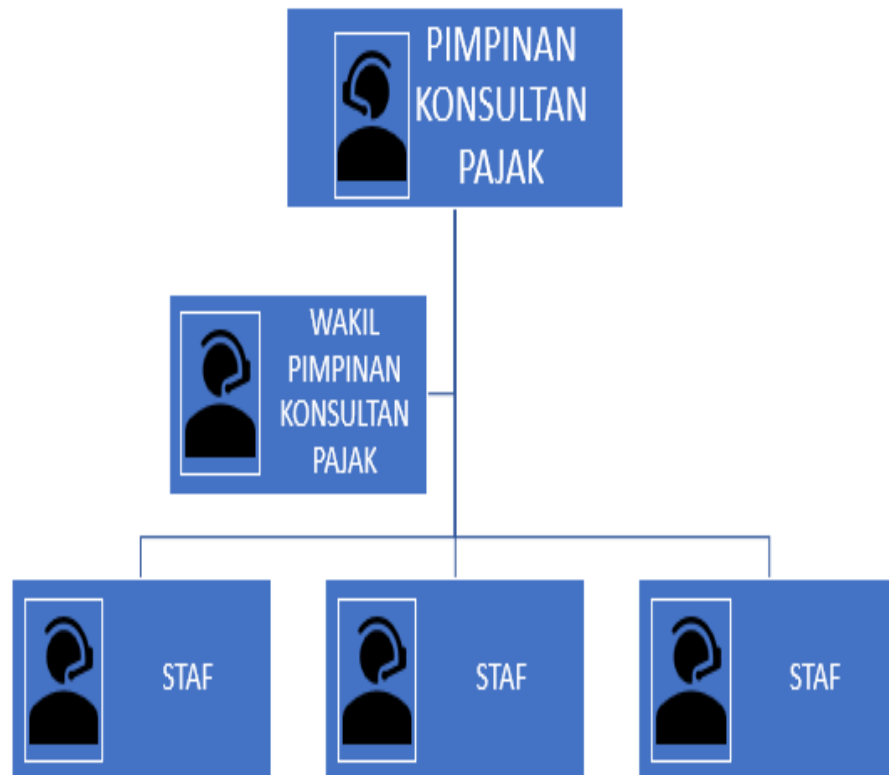 PIMPINAN
KONSULTAN
PAJAK
WAKIL
PIMPINAN
KONSULTAN
PAJAK
STAF
STAF
STAF